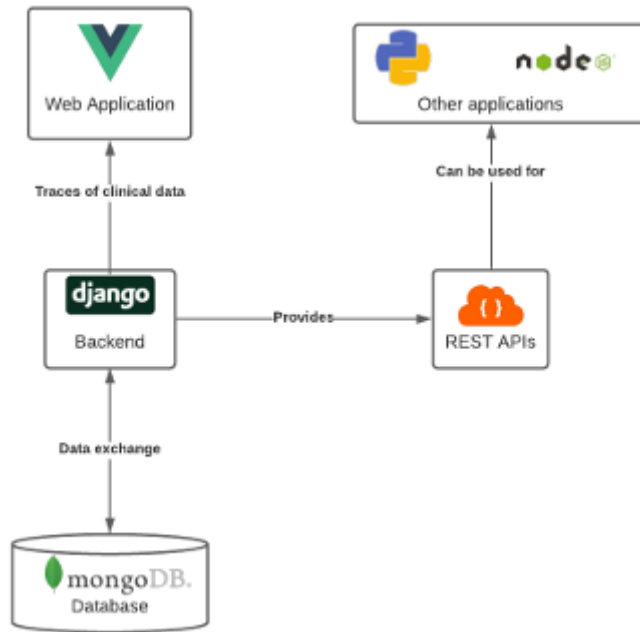 node
Web Application
Other applications
Traces of clinical data
Can be used for
django
{ }
Backend
Provides
REST APIs
Data exchange
mongoDB.
Database